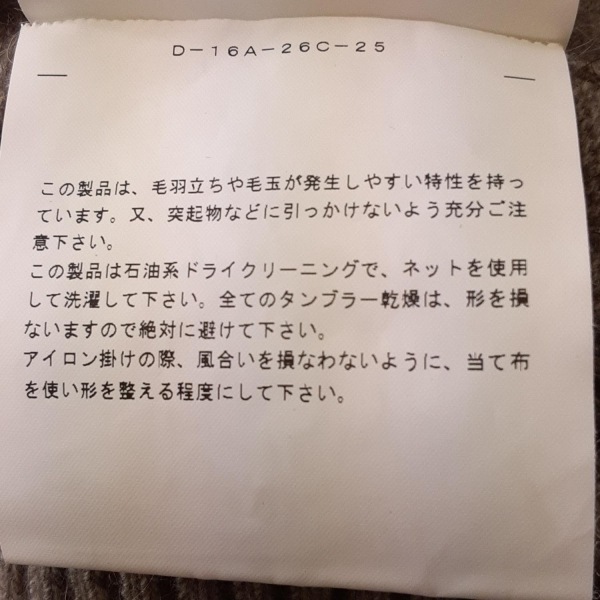 D-16A-26C-25
この製品は、毛羽立ちや毛玉が発生しやすい特性を持っ
ています。又、突起物などに引っかけないよう充分ご注
意下さい。
この製品は石油系ドライクリーニングで、ネットを使用
して洗濯して下さい。全てのタンブラー乾燥は、形を損
ないますので絶対に避けて下さい。
アイロン掛けの際、風合いを損なわないように、当て布
を使い形を整える程度にして下さい。